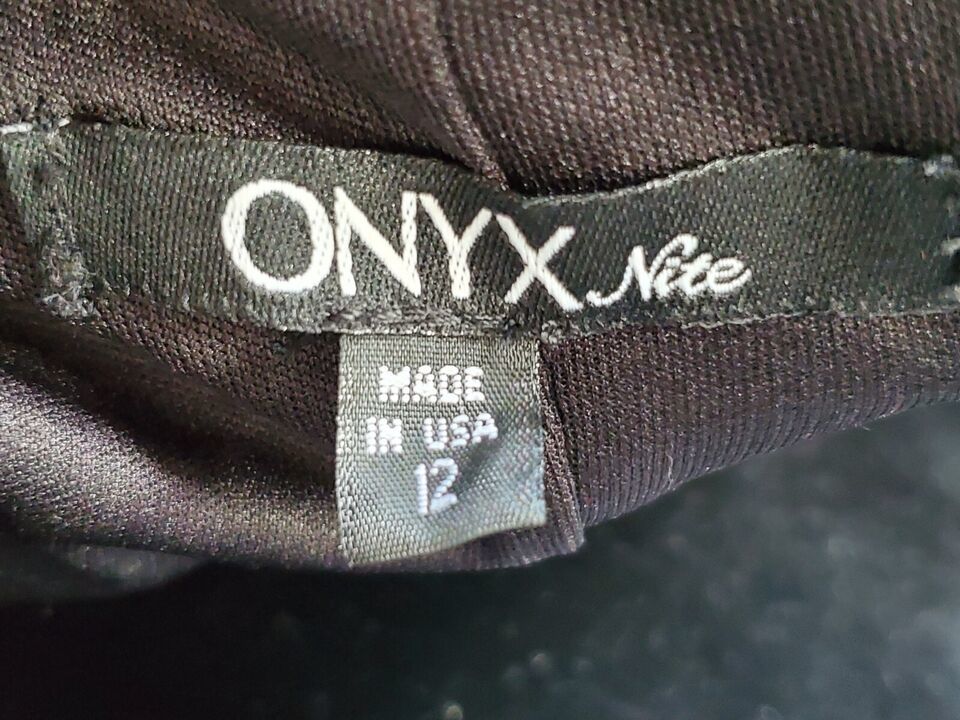 ONYX Nite
MADE
IN USA
12